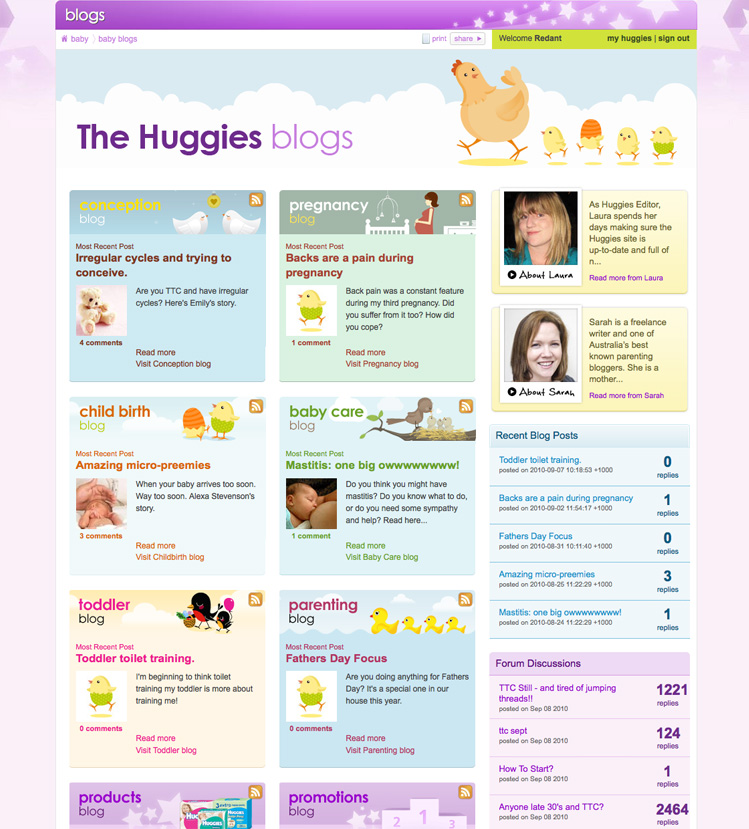 blogs
baby
baby blogs
print
share
Welcome Redant
my huggies | sign out
The Huggies blogs
conception
blog
Most Recent Post
Irregular cycles and trying to
conceive.
Are you TTC and have irregular
cycles? Here's Emily's story.
4 comments
Read more
Visit Conception blog
pregnancy
blog
Most Recent Post
Backs are a pain during
pregnancy
Back pain was a constant feature
during my third pregnancy. Did
you suffer from it too? How did
you cope?
1 comment
Read more
Visit Pregnancy blog
child birth
blog
Most Recent Post
Amazing micro-preemies
When your baby arrives too soon.
Way too soon. Alexa Stevenson's
story.
3 comments
Read more
Visit Childbirth blog
baby care
blog
Most Recent Post
Mastitis: one big owwwwwwww!
Do you think you might have
mastitis? Do you know what to do,
or do you need some sympathy
and help? Read here...
1 comment
Read more
Visit Baby Care blog
toddler
blog
Most Recent Post
Toddler toilet training.
I'm beginning to think toilet
training my toddler is more about
training me!
0 comments
Read more
Visit Toddler blog
parenting
blog
Most Recent Post
Fathers Day Focus
Are you doing anything for Fathers
Day? It's a special one in our
house this year.
0 comments
Read more
Visit Parenting blog
products
blog
HUGGIES
promotions
blog
2 1 3
As Huggies Editor,
Laura spends her
days making sure the
Huggies site is
up-to-date and full of
n...
About Laura
Read more from Laura
Sarah is a freelance
writer and one of
Australia's best
known parenting
bloggers. She is a
mother...
About Sarah
Read more from Sarah
Recent Blog Posts
Toddler toilet training.
posted on 2010-09-07 10:18:53 +1000
0
replies
Backs are a pain during pregnancy
posted on 2010-09-02 11:54:17 +1000
1
replies
Fathers Day Focus
posted on 2010-08-31 10:11:40 +1000
0
replies
Amazing micro-preemies
posted on 2010-08-25 11:22:29 +1000
3
replies
Mastitis: one big owwwwwwww!
posted on 2010-08-24 11:22:29 +1000
1
replies
Forum Discussions
TTC Still - and tired of jumping
threads!!
posted on Sep 08 2010
1221
replies
ttc sept
posted on Sep 08 2010
124
replies
How To Start?
posted on Sep 08 2010
1
replies
Anyone late 30's and TTC?
posted on Sep 08 2010
2464
replies